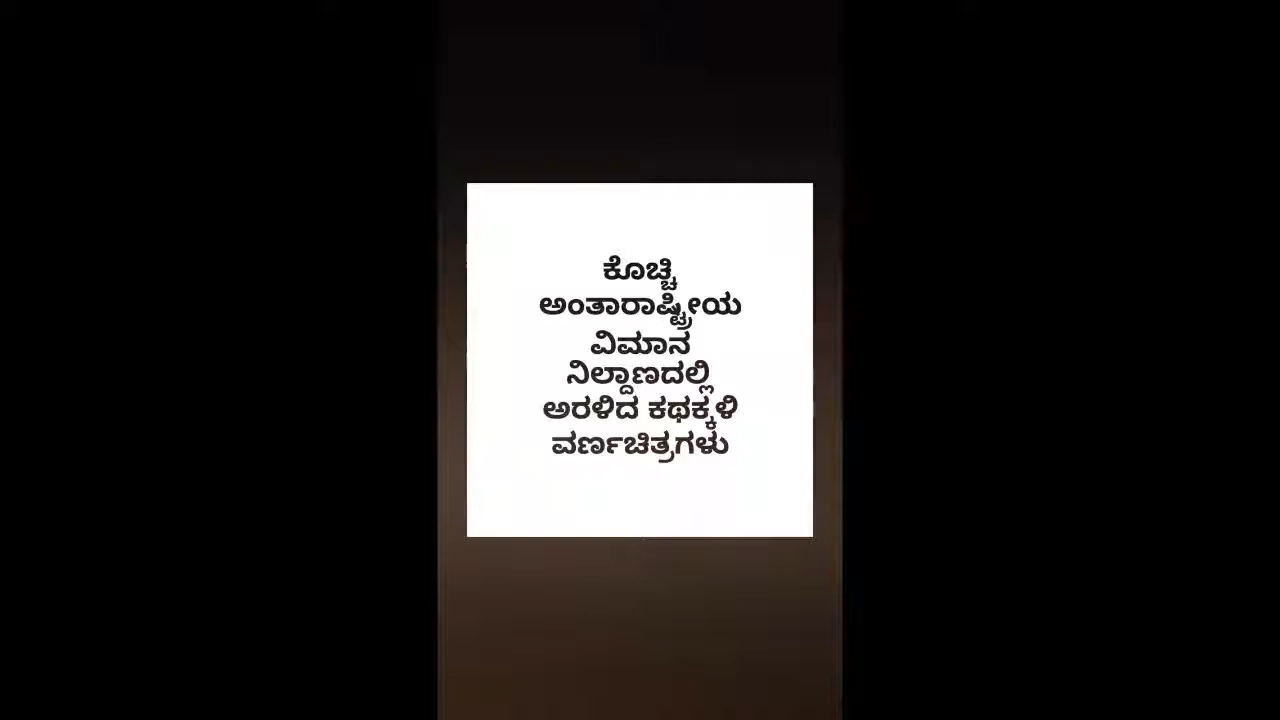 ಕೊಚ್ಚಿ
ಅಂತಾರಾಷ್ಟ್ರೀಯ
ವಿಮಾನ
ನಿಲ್ದಾಣದಲ್ಲಿ
ಅರಳಿದ ಕಥಕ್ಕಳಿ
ವರ್ಣಚಿತ್ರಗಳು